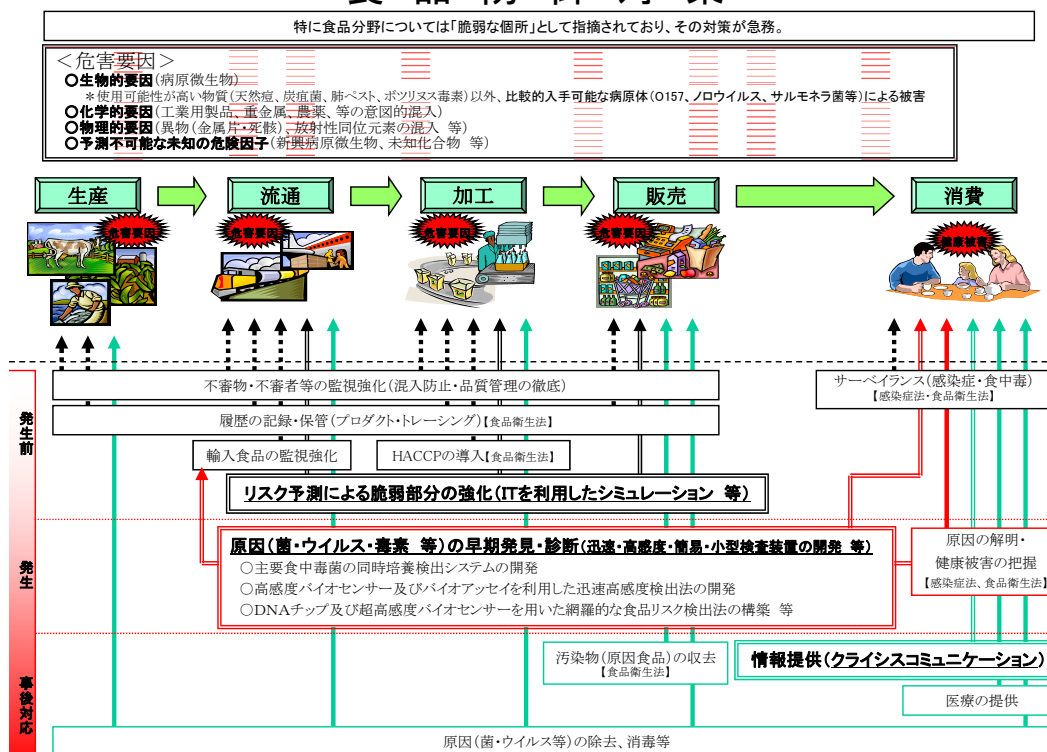 食品防御対策
特に食品分野については「脆弱な個所」として指摘されており、その対策が急務。
＜危害要因＞
○生物的要因(病原微生物)
＊使用可能性が高い物質(天然痘、炭疽菌、肺ペスト、ボツリヌス毒素)以外、比較的入手可能な病原体(O157、ノロウイルス、サルモネラ菌等)による被害
○化学的要因(工業用製品、重金属、農薬、等の意図的混入)
○物理的要因(異物(金属片・死骸)、放射性同位元素の混入 等)
○予測不可能な未知の危険因子(新興病原微生物、未知化合物 等)
生産
流通
加工
販売
消費
危害要因
危害要因
危害要因
危害要因
健康被害
発生前
不審物・不審者等の監視強化(混入防止・品質管理の徹底)
サーベイランス(感染症・食中毒)
【感染症法・食品衛生法】
履歴の記録・保管(プロダクト・トレーシング)【食品衛生法】
輸入食品の監視強化
HACCPの導入【食品衛生法】
リスク予測による脆弱部分の強化(ITを利用したシミュレーション 等)
発生
原因(菌・ウイルス・毒素 等)の早期発見・診断(迅速・高感度・簡易・小型検査装置の開発 等)
○主要食中毒菌の同時培養検出システムの開発
○高感度バイオセンサー及びバイオアッセイを利用した迅速高感度検出法の開発
○DNAチップ及び超高感度バイオセンサーを用いた網羅的な食品リスク検出法の構築 等
原因の解明・
健康被害の把握
【感染症法、食品衛生法】
事後対応
汚染物(原因食品)の収去
【食品衛生法】
情報提供(クライシスコミュニケーション)
医療の提供
原因(菌・ウイルス等)の除去、消毒等